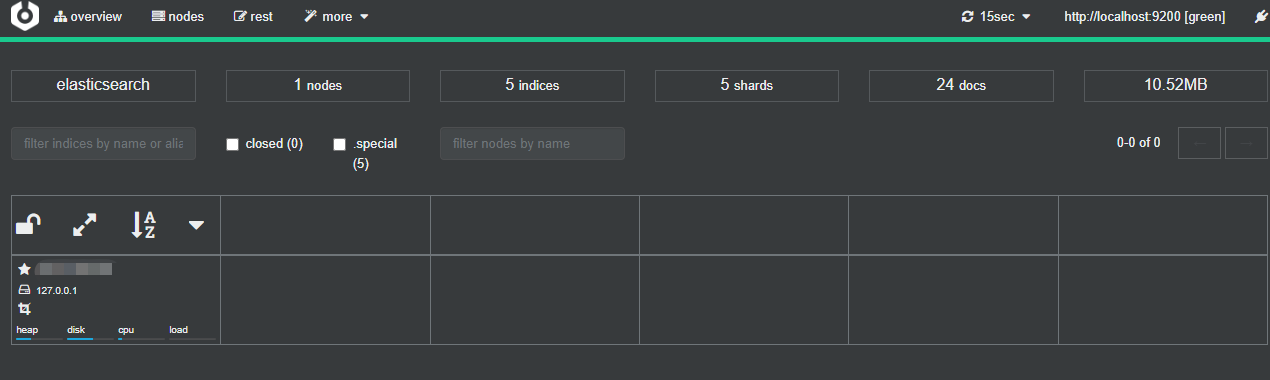 overview nodes rest more 15sec http://localhost:9200 [green]
elasticsearch 1 nodes 5 indices 5 shards 24 docs 10.52MB
filter indices by name or alia closed (0) .special (5) filter nodes by name 0-0 of 0
A
Z
127.0.0.1
heap disk cpu load